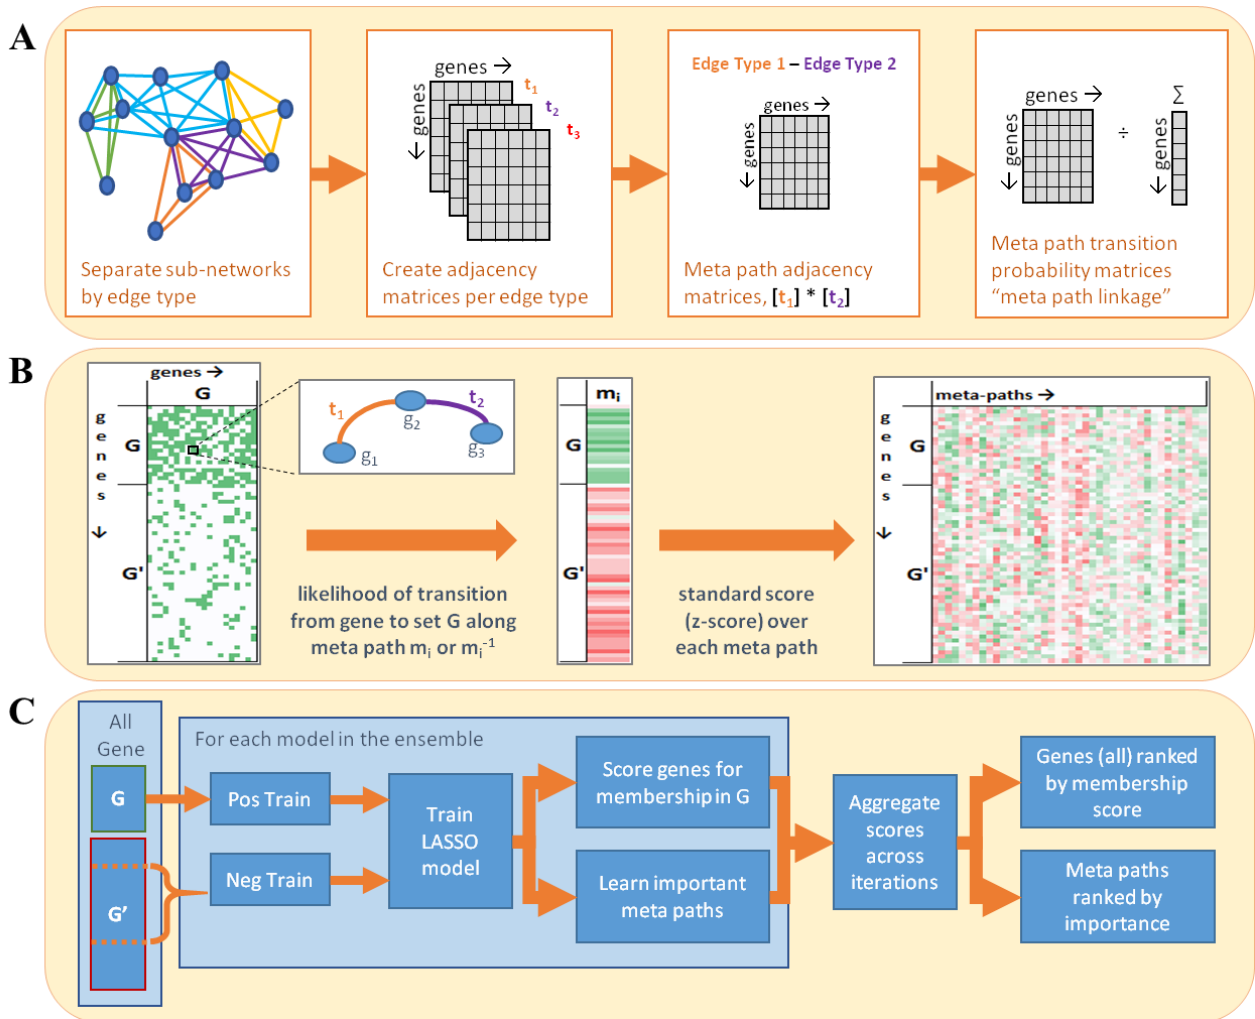 A
Separate sub-networks
by edge type
genes →
genes →
t1
t2
t3
Create adjacency
matrices per edge type
Edge Type 1 – Edge Type 2
genes →
genes →
Meta path adjacency
matrices, [t1] * [t2]
genes →
genes →
÷
Σ
genes →
Meta path transition
probability matrices
“meta path linkage”
B
genes →
G
genes →
G
G'
t1
t2
g1
g2
g3
likelihood of transition
from gene to set G along
meta path mi or mi-1
mi
G
G'
standard score
(z-score) over
each meta path
meta-paths →
genes →
G
G'
C
All
Gene
G
G’
For each model in the ensemble
Pos Train
Neg Train
Train
LASSO
model
Score genes for
membership in G
Learn important
meta paths
Aggregate
scores
across
iterations
Genes (all) ranked
by membership
score
Meta paths
ranked by
importance